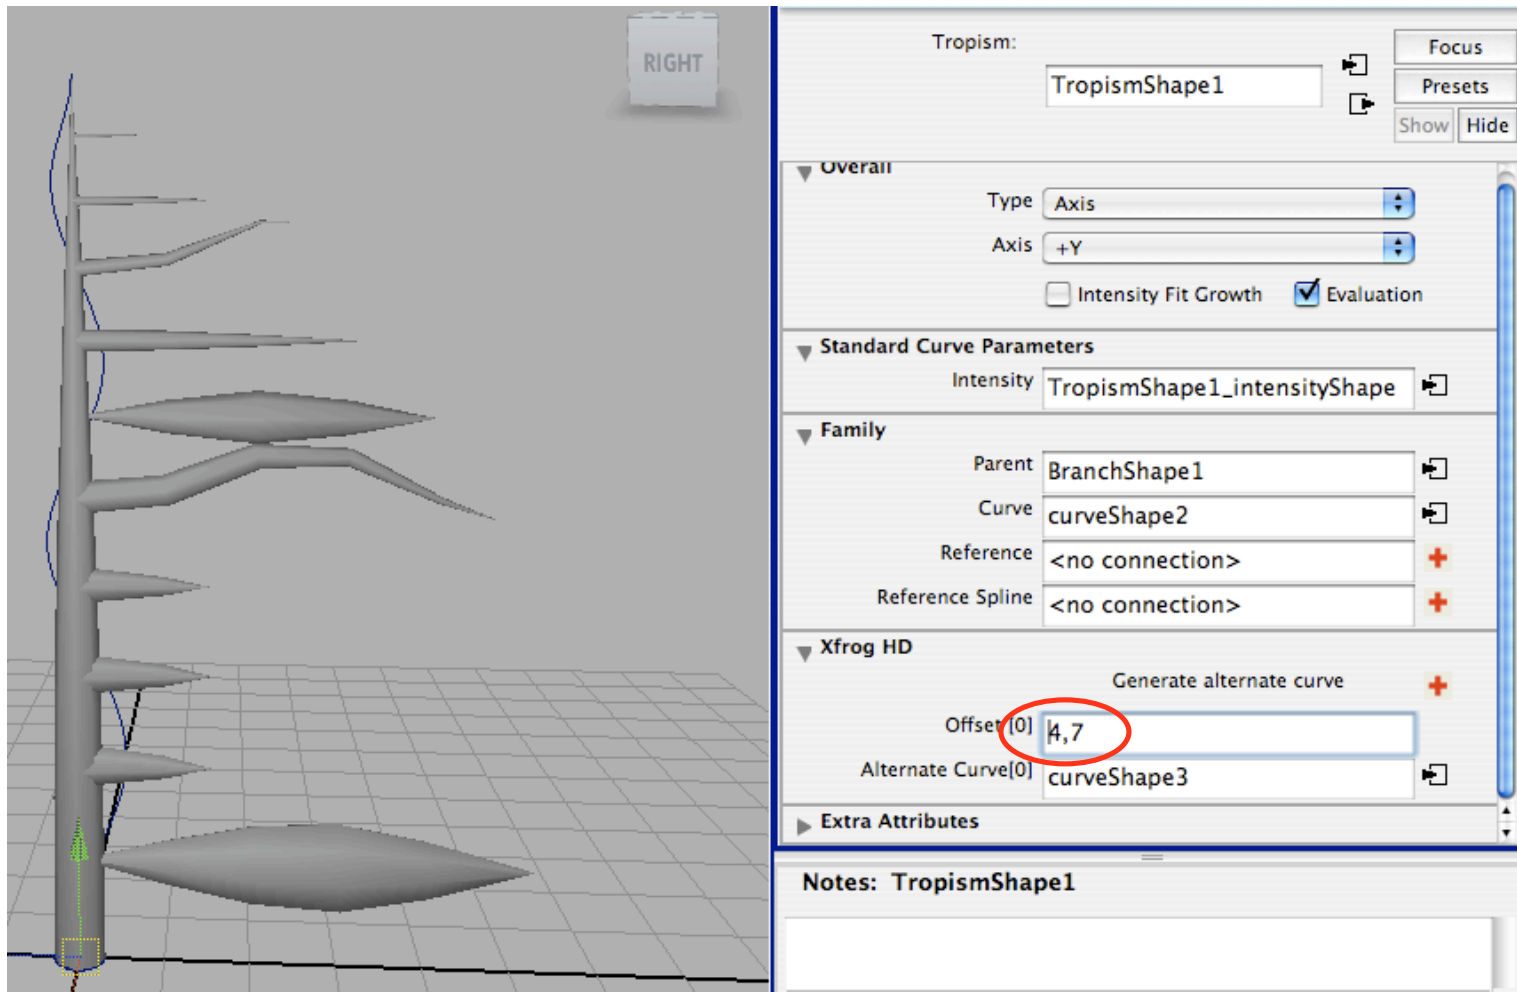 RIGHT
Tropism:
TropismShape1
Focus
Presets
Show Hide
Overall
Type Axis
Axis +Y
Intensity Fit Growth Evaluation
Standard Curve Parameters
Intensity TropismShape1_intensityShape
Family
Parent BranchShape1
Curve curveShape2
Reference <no connection>
Reference Spline <no connection>
Xfrog HD
Generate alternate curve
Offset [0] 4,7
Alternate Curve[0] curveShape3
Extra Attributes
Notes: TropismShape1